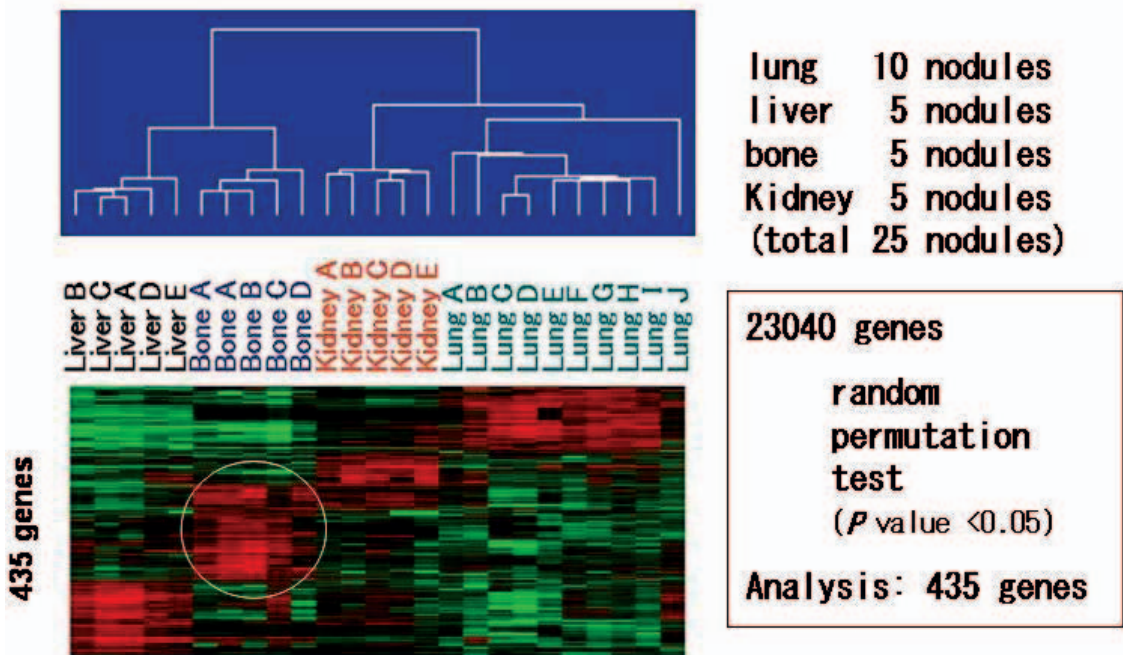 lung 10 nodules
liver 5 nodules
bone 5 nodules
Kidney 5 nodules
(total 25 nodules)
Liver B
Liver C
Liver A
Liver D
Liver E
Bone A
Bone A
Bone B
Bone C
Bone D
Kidney A
Kidney B
Kidney C
Kidney D
Kidney E
Lung A
Lung B
Lung C
Lung D
Lung E
Lung F
Lung G
Lung H
Lung I
Lung J
435 genes
23040 genes
random
permutation
test
(P value <0.05)
Analysis: 435 genes